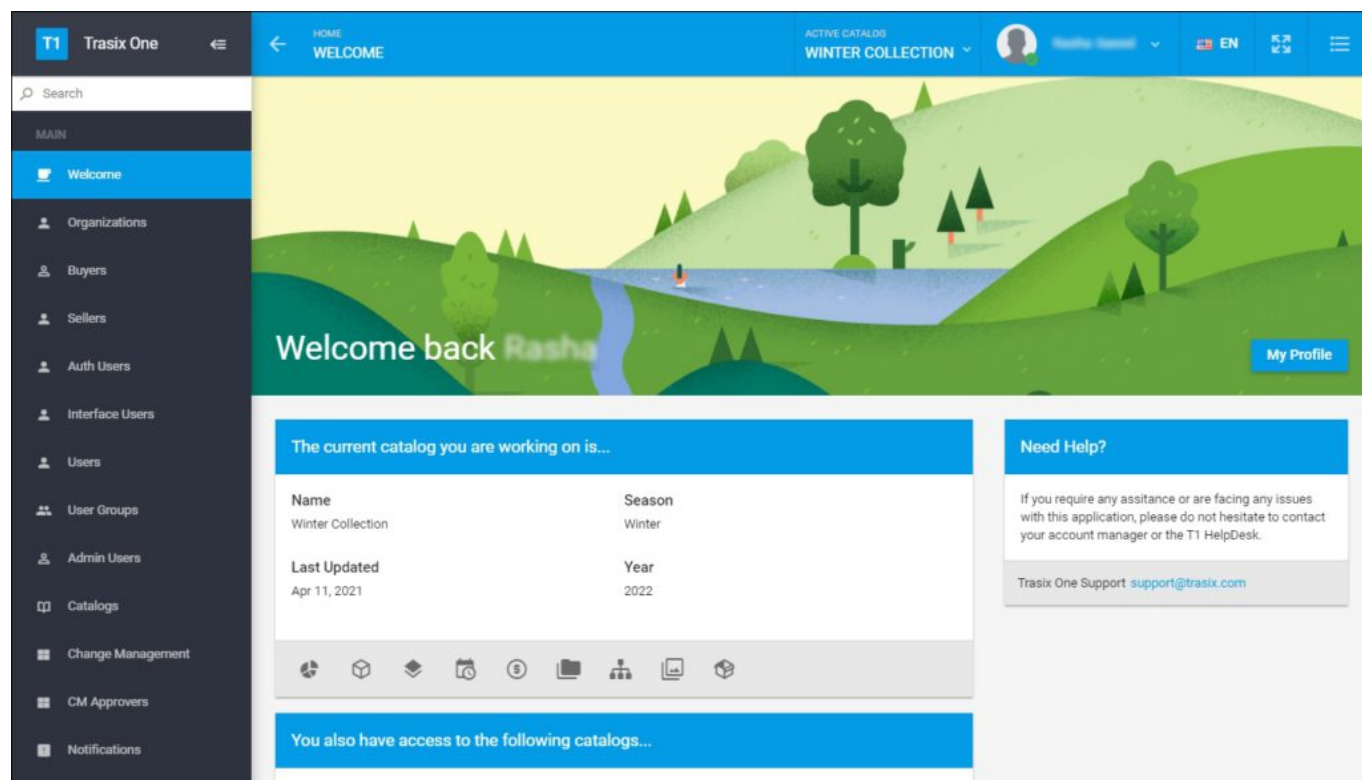 T1 Trasix One
Search
MAIN
Welcome
Organizations
Buyers
Sellers
Auth Users
Interface Users
Users
User Groups
Admin Users
Catalogs
Change Management
CM Approvers
Notifications
HOME
WELCOME
ACTIVE CATALOG
WINTER COLLECTION
EN
Welcome back
My Profile
The current catalog you are working on is...
Name
Winter Collection
Season
Winter
Last Updated
Apr 11, 2021
Year
2022
You also have access to the following catalogs...
Need Help?
If you require any assitance or are facing any issues
with this application, please do not hesitate to contact
your account manager or the T1 HelpDesk.
Trasix One Support support@trasix.com